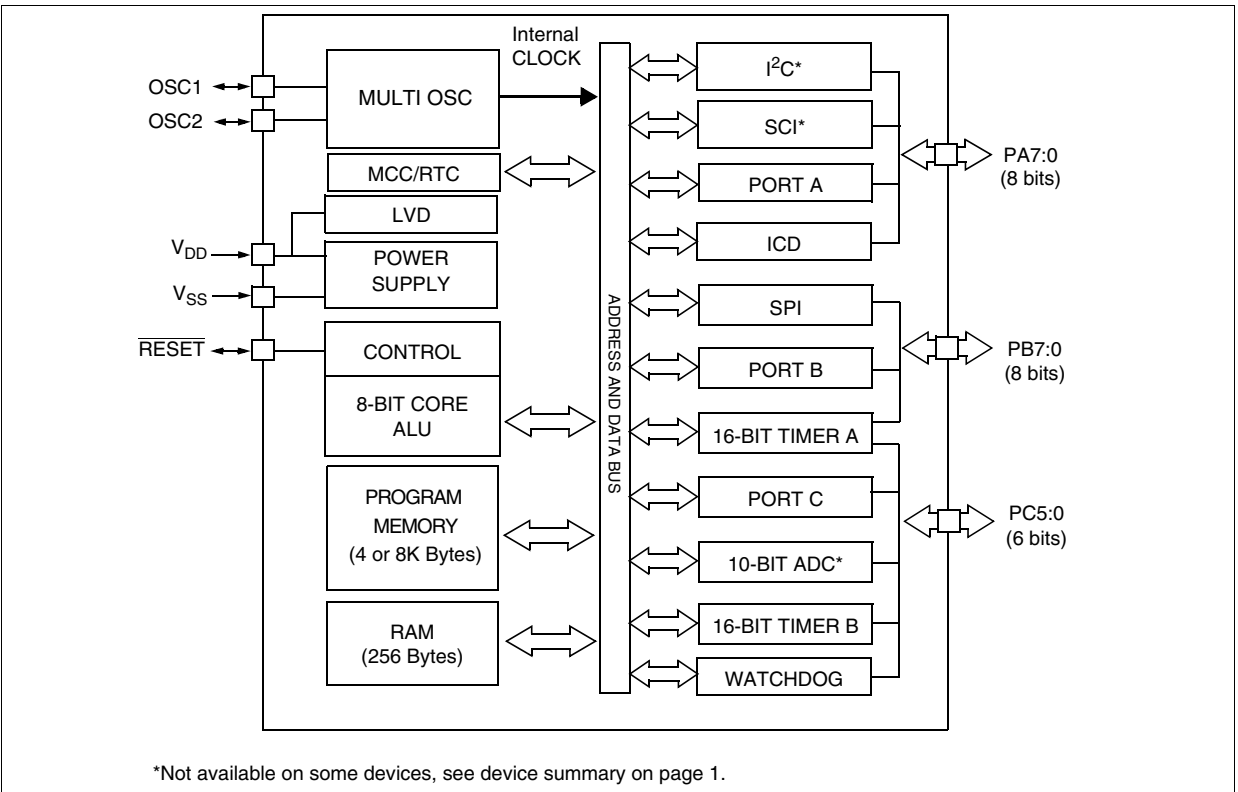 Internal
CLOCK
OSC1
OSC2
MULTI OSC
MCC/RTC
LVD
VDD
POWER
SUPPLY
VSS
RESET
CONTROL
8-BIT CORE
ALU
PROGRAM
MEMORY
(4 or 8K Bytes)
RAM
(256 Bytes)
ADDRESS AND DATA BUS
I²C*
SCI*
PORT A
ICD
PA7:0
(8 bits)
SPI
PORT B
16-BIT TIMER A
PB7:0
(8 bits)
PORT C
10-BIT ADC*
16-BIT TIMER B
WATCHDOG
PC5:0
(6 bits)
*Not available on some devices, see device summary on page 1.